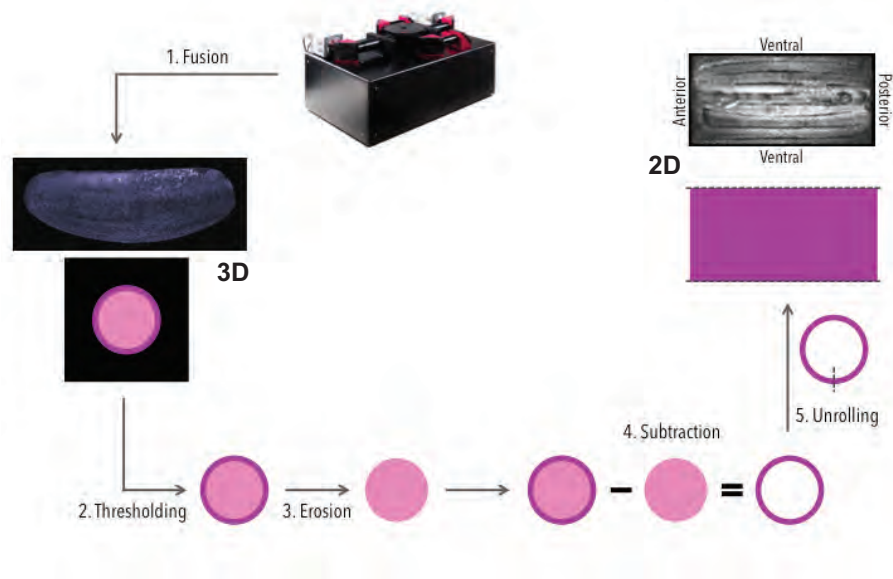 1. Fusion
Ventral
Anterior
Posterior
Ventral
2D
3D
5. Unrolling
4. Subtraction
2. Thresholding
3. Erosion